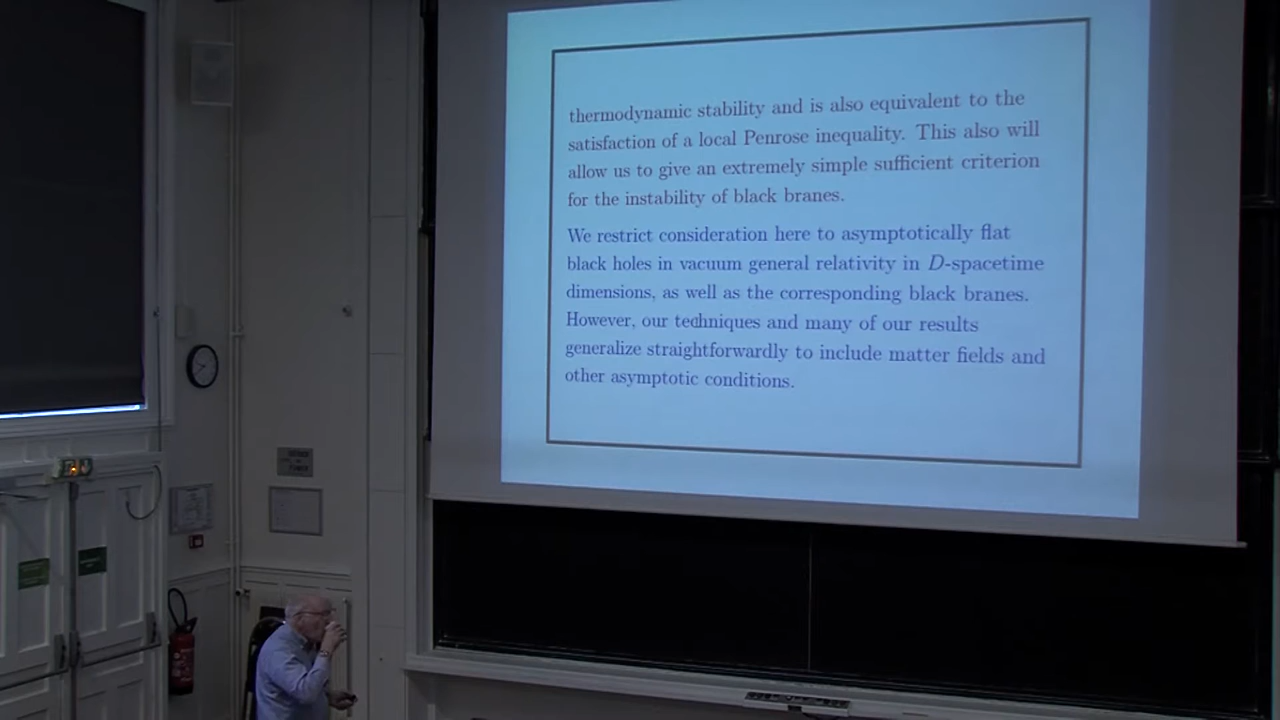 thermodynamic stability and is also equivalent to the
satisfaction of a local Penrose inequality. This also will
allow us to give an extremely simple sufficient criterion
for the instability of black branes.
We restrict consideration here to asymptotically flat
black holes in vacuum general relativity in D-spacetime
dimensions, as well as the corresponding black branes.
However, our techniques and many of our results
generalize straightforwardly to include matter fields and
other asymptotic conditions.